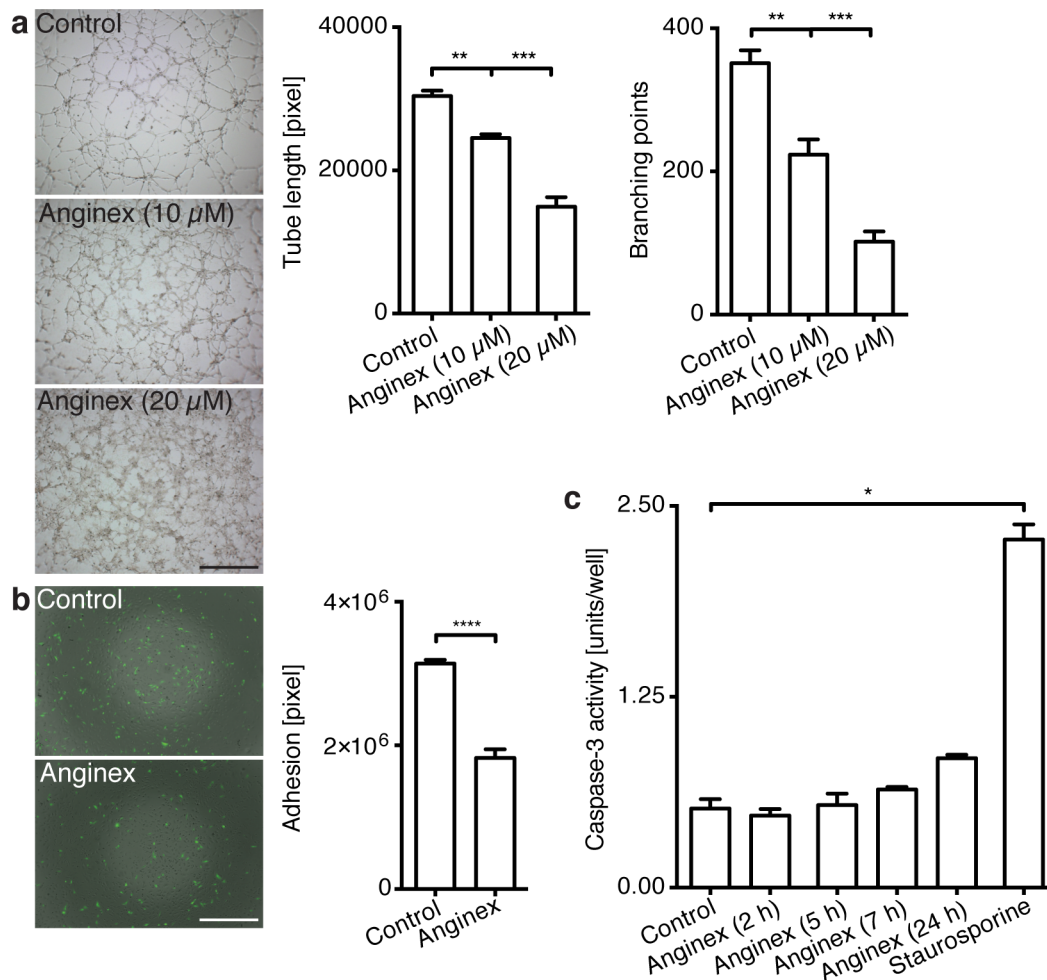 a
Control
Anginex (10 µM)
Anginex (20 µM)
Tube length [pixel]
40000
20000
0
**
***
Control
Anginex (10 µM)
Anginex (20 µM)
Branching points
400
200
0
**
***
Control
Anginex (10 µM)
Anginex (20 µM)
b
Control
Anginex
Adhesion [pixel]
4×10⁶
2×10⁶
0
****
Control
Anginex
c
Caspase-3 activity [units/well]
2.50
1.25
0.00
*
Control
Anginex (2 h)
Anginex (5 h)
Anginex (7 h)
Anginex (24 h)
Staurosporine